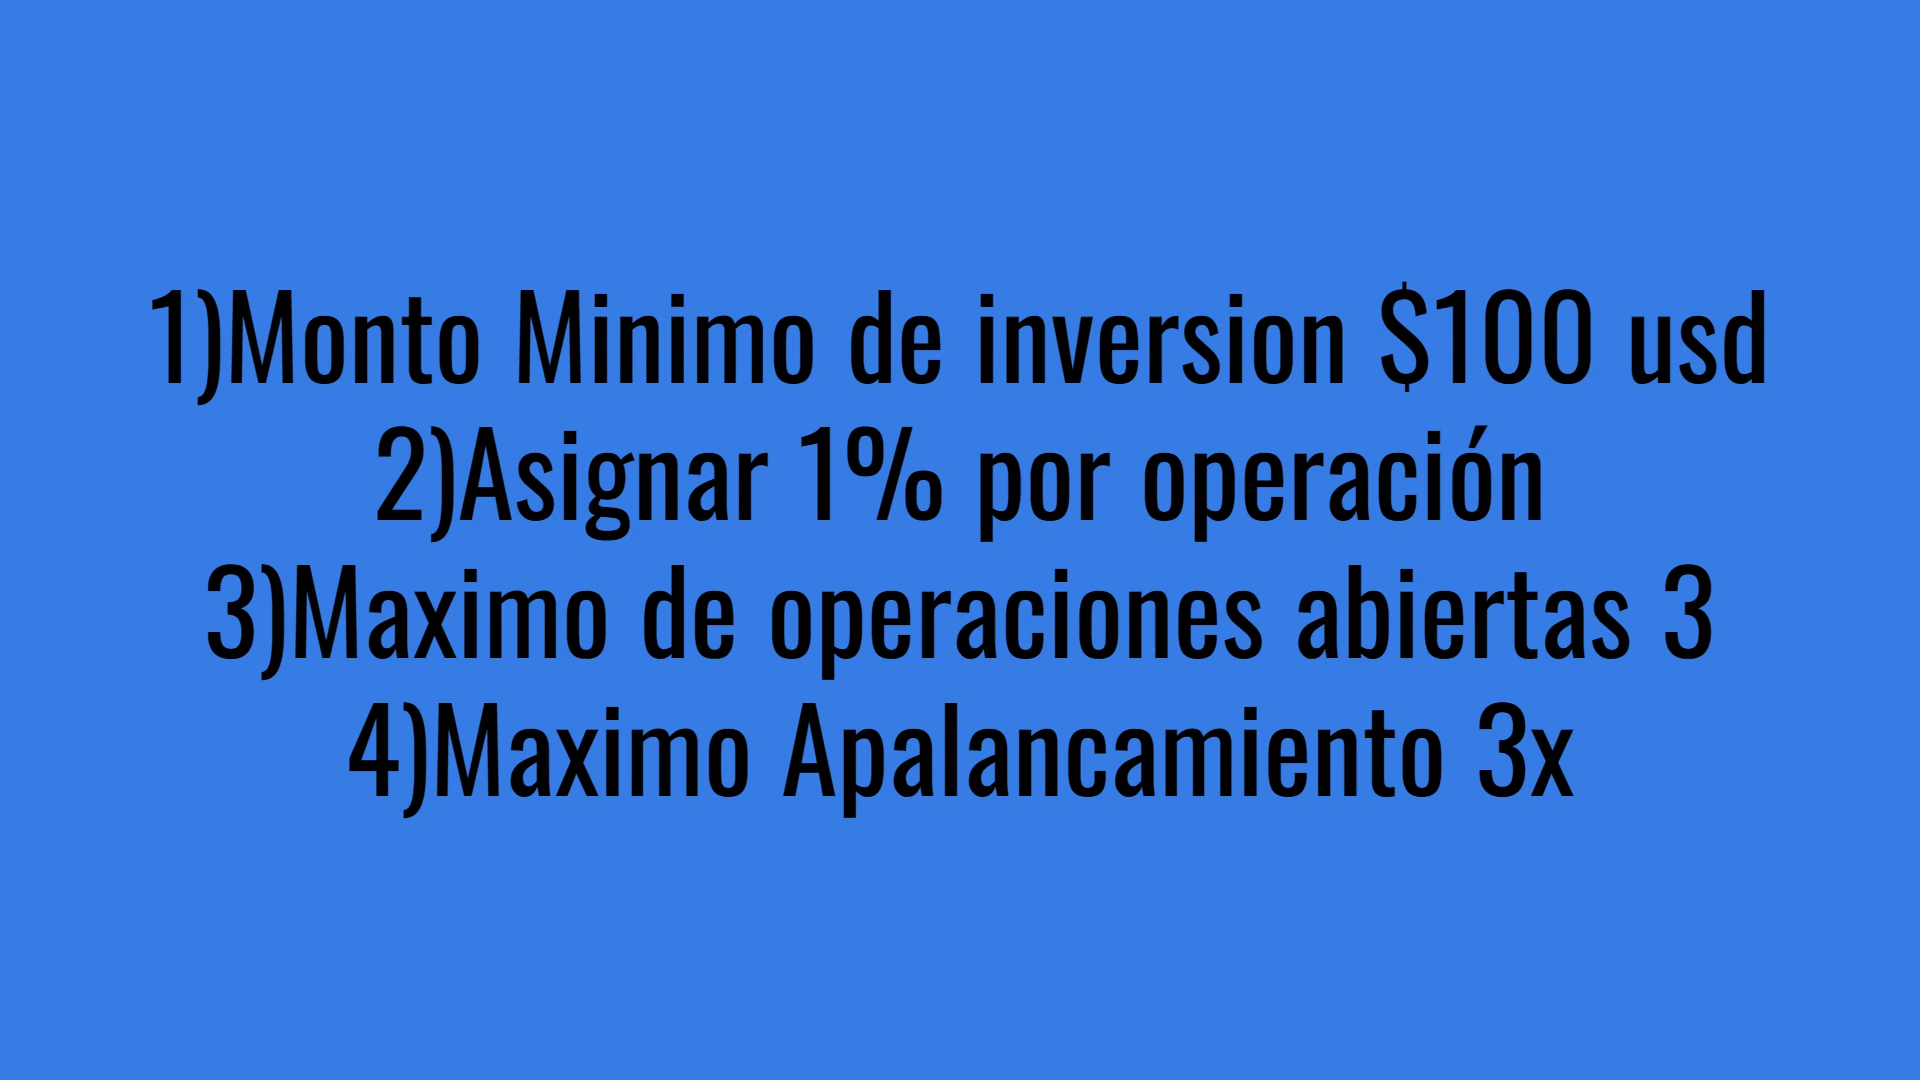 1)Monto Minimo de inversion $100 usd
2)Asignar 1% por operación
3)Maximo de operaciones abiertas 3
4)Maximo Apalancamiento 3x